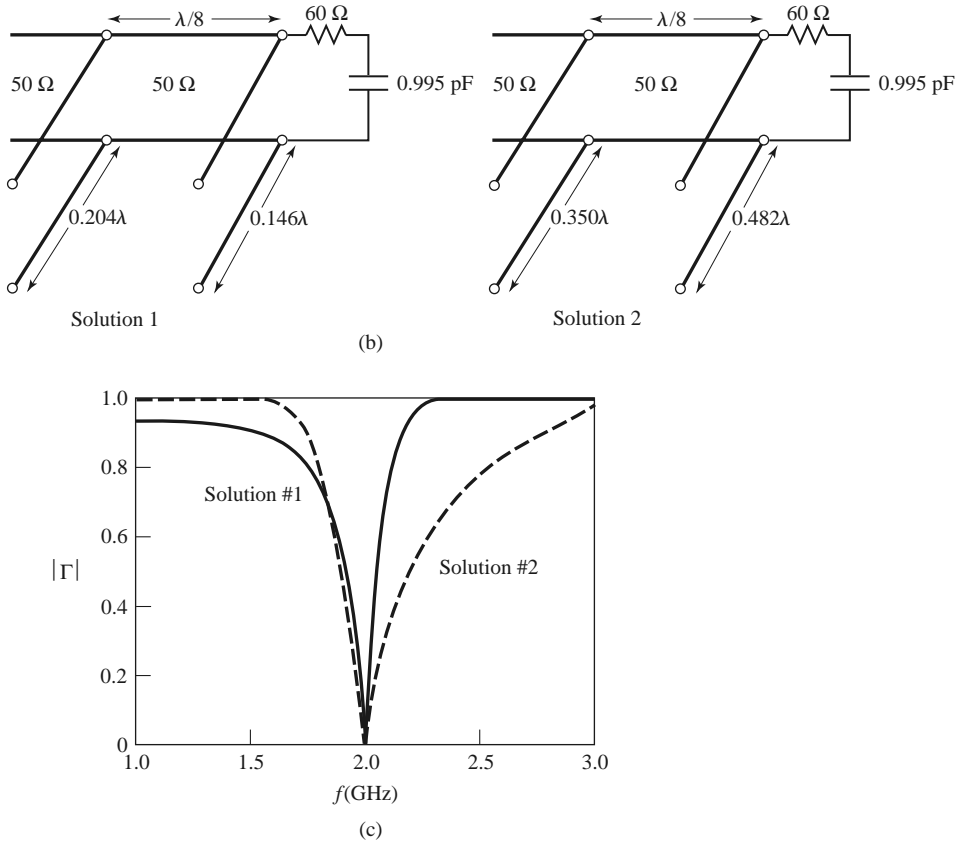 λ/8
60 Ω
50 Ω
50 Ω
0.995 pF
0.204λ
0.146λ
Solution 1
λ/8
60 Ω
50 Ω
50 Ω
0.995 pF
0.350λ
0.482λ
Solution 2
(b)
1.0
0.8
0.6
0.4
0.2
0
|Γ|
Solution #1
Solution #2
1.0 1.5 2.0 2.5 3.0
f(GHz)
(c)